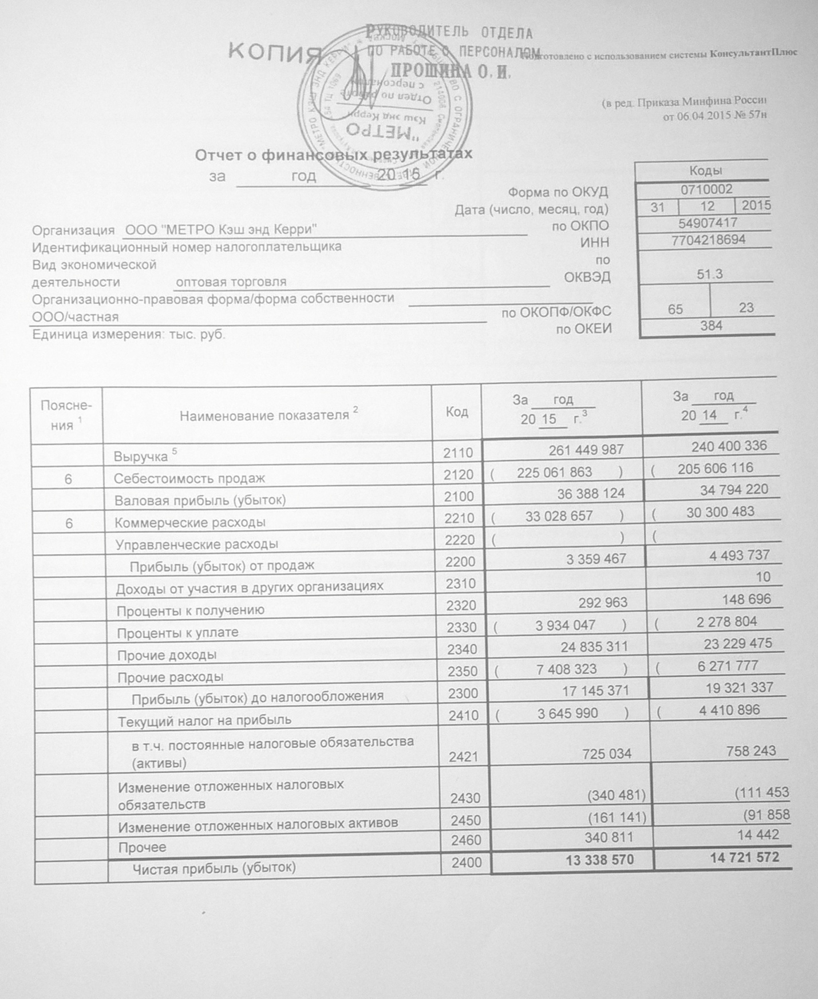 КОПИЯ
РУКОВОДИТЕЛЬ ОТДЕЛА
ПО РАБОТЕ С ПЕРСОНАЛОМ
ПРОШИНА О. И.
Подготовлено с использованием системы КонсультантПлюс
"МЕТРО
Кэш энд Керри"
Отдел по работе
с персоналом
(в ред. Приказа Минфина России
от 06.04.2015 № 57н
Отчет о финансовых результатах
за год 20 15 г.
Коды
Форма по ОКУД 0710002
Дата (число, месяц, год) 31 12 2015
Организация ООО "МЕТРО Кэш энд Керри" по ОКПО 54907417
Идентификационный номер налогоплательщика ИНН 7704218694
Вид экономической по
деятельности оптовая торговля ОКВЭД 51.3
Организационно-правовая форма/форма собственности
ООО/частная по ОКОПФ/ОКФС 65 23
Единица измерения: тыс. руб. по ОКЕИ 384
Поясне-
ния 1
Наименование показателя 2
Код
За год
20 15 г.3
За год
20 14 г.4
Выручка 5 2110 261 449 987 240 400 336
6 Себестоимость продаж 2120 ( 225 061 863 ) ( 205 606 116
Валовая прибыль (убыток) 2100 36 388 124 34 794 220
6 Коммерческие расходы 2210 ( 33 028 657 ) ( 30 300 483
Управленческие расходы 2220 ( ) (
Прибыль (убыток) от продаж 2200 3 359 467 4 493 737
Доходы от участия в других организациях 2310 10
Проценты к получению 2320 292 963 148 696
Проценты к уплате 2330 ( 3 934 047 ) ( 2 278 804
Прочие доходы 2340 24 835 311 23 229 475
Прочие расходы 2350 ( 7 408 323 ) ( 6 271 777
Прибыль (убыток) до налогообложения 2300 17 145 371 19 321 337
Текущий налог на прибыль 2410 ( 3 645 990 ) ( 4 410 896
в т.ч. постоянные налоговые обязательства
(активы) 2421 725 034 758 243
Изменение отложенных налоговых
обязательств 2430 (340 481) (111 453
Изменение отложенных налоговых активов 2450 (161 141) (91 858
Прочее 2460 340 811 14 442
Чистая прибыль (убыток) 2400 13 338 570 14 721 572